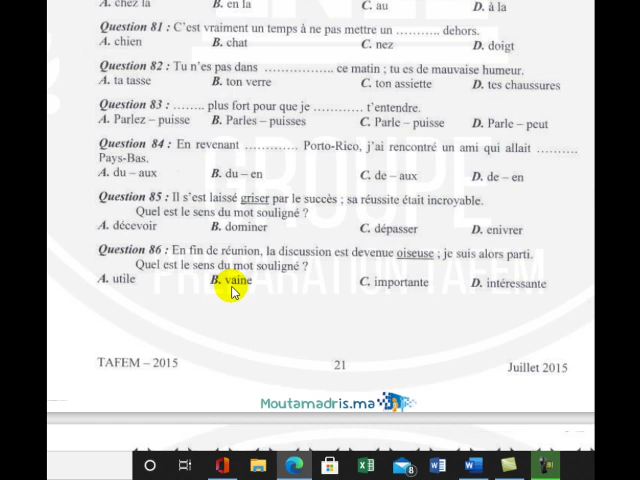 A. chez la B. en la C. au D. à la
Question 81 : C'est vraiment un temps à ne pas mettre un ……….. dehors.
A. chien B. chat C. nez D. doigt
Question 82 : Tu n'es pas dans ……………. ce matin ; tu es de mauvaise humeur.
A. ta tasse B. ton verre C. ton assiette D. tes chaussures
Question 83 : …….. plus fort pour que je ………… t'entendre.
A. Parlez – puisse B. Parles – puisses C. Parle – puisse D. Parle – peut
Question 84 : En revenant …………. Porto-Rico, j'ai rencontré un ami qui allait ……….
Pays-Bas.
A. du – aux B. du – en C. de – aux D. de – en
Question 85 : Il s'est laissé griser par le succès ; sa réussite était incroyable.
Quel est le sens du mot souligné ?
A. décevoir B. dominer C. dépasser D. enivrer
Question 86 : En fin de réunion, la discussion est devenue oiseuse ; je suis alors parti.
Quel est le sens du mot souligné ?
A. utile B. vaine C. importante D. intéressante
GROUPE
PREPARATION TAFEM
TAFEM – 2015 21 Juillet 2015
Moutamadris.ma
8